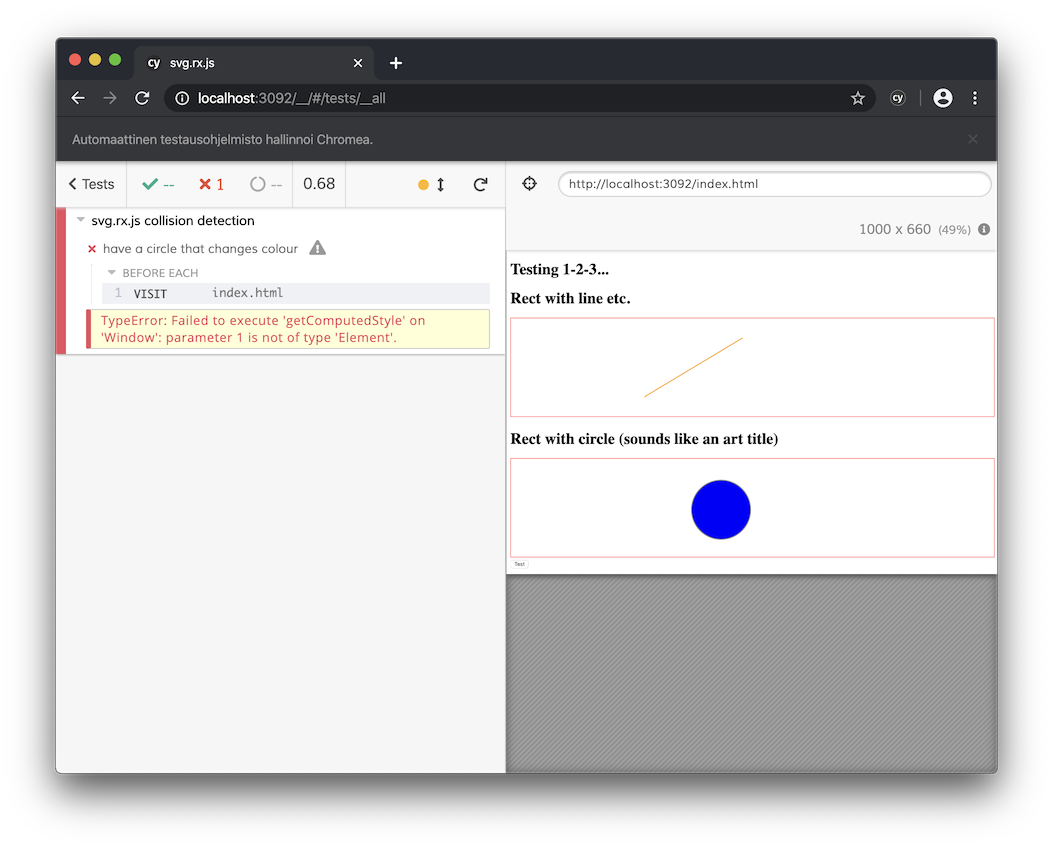 cy svg.rx.js
localhost:3092/__/#/tests/__all
cy
Automaattinen testausohjelmisto hallinnoi Chromea.
Tests
--
1
--
0.68
http://localhost:3092/index.html
1000 x 660 (49%)
svg.rx.js collision detection
have a circle that changes colour
BEFORE EACH
1 VISIT index.html
TypeError: Failed to execute 'getComputedStyle' on
'Window': parameter 1 is not of type 'Element'.
Testing 1-2-3...
Rect with line etc.
Rect with circle (sounds like an art title)
Test